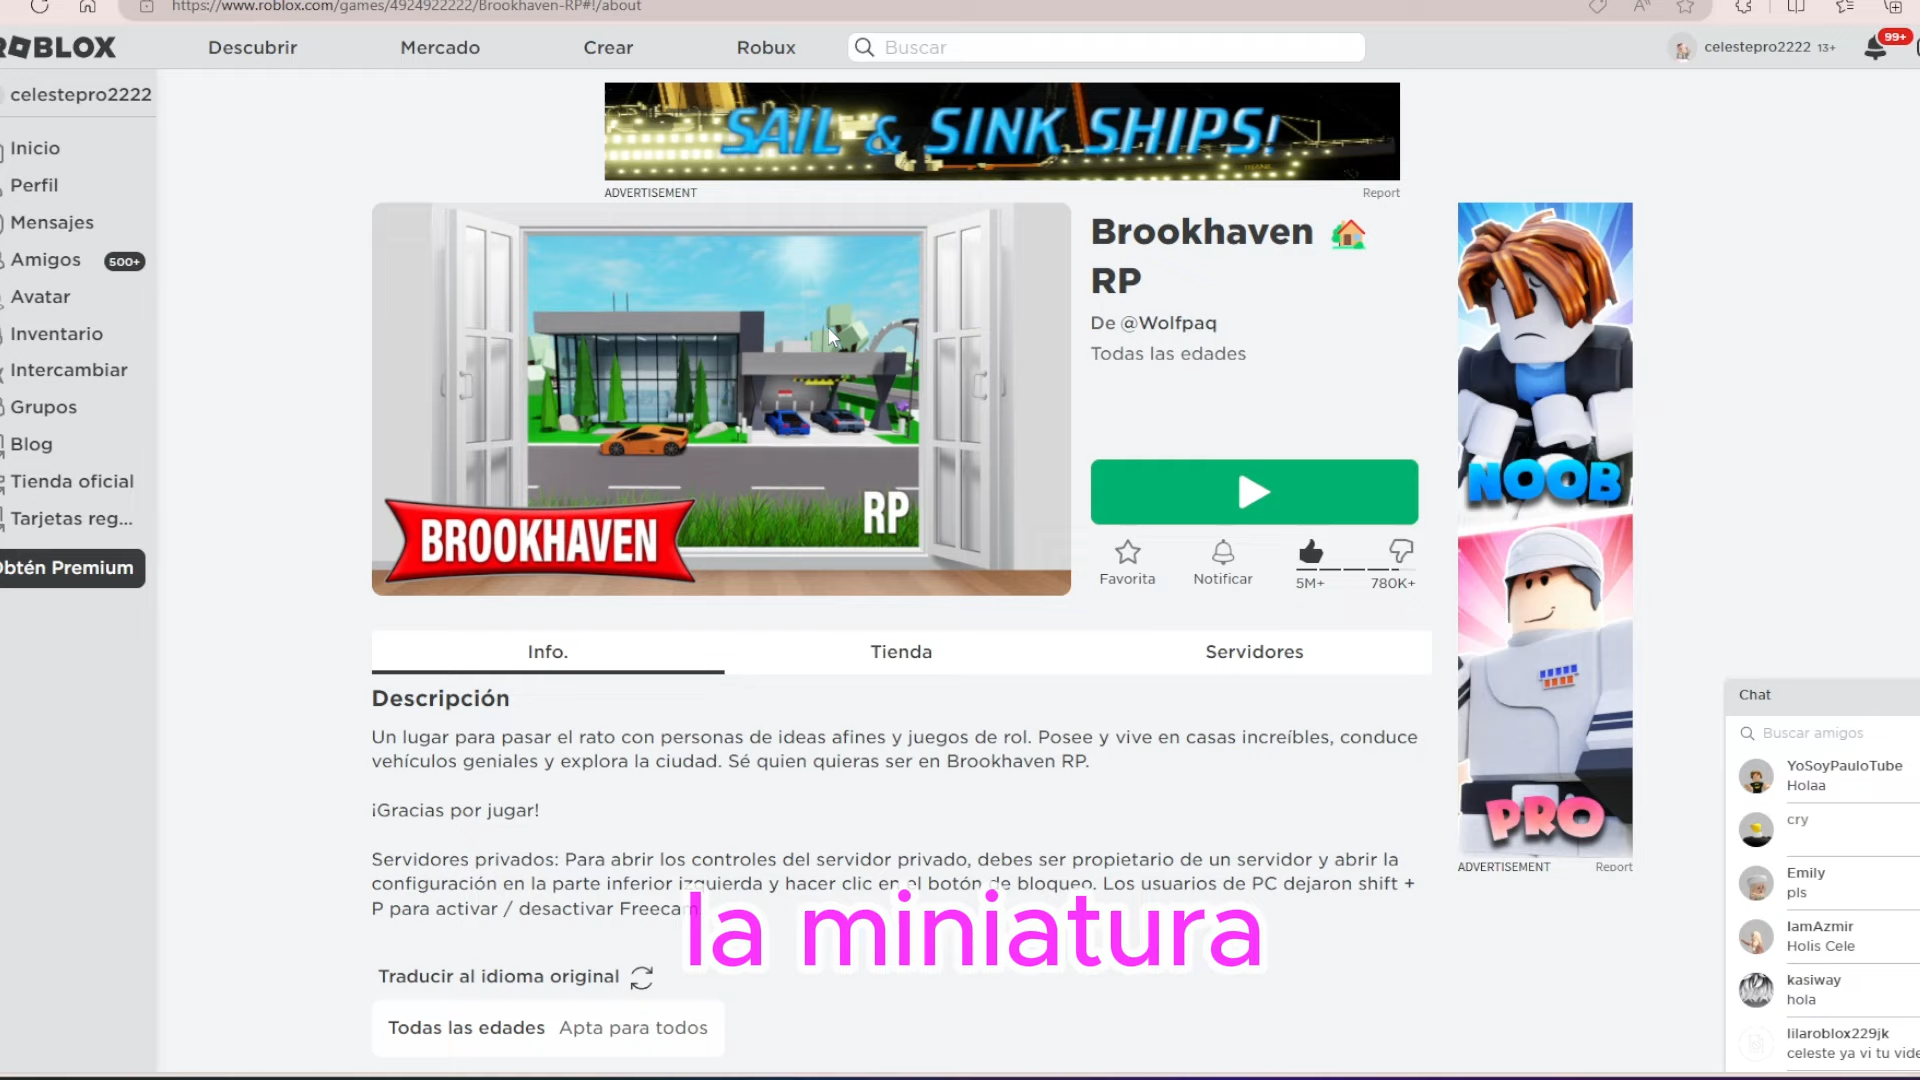 https://www.roblox.com/games/4924922222/Brookhaven-RP#!/about
ROBLOX
Descubrir
Mercado
Crear
Robux
Buscar
celestepro2222 13+
99+
celestepro2222
Inicio
Perfil
Mensajes
Amigos 500+
Avatar
Inventario
Intercambiar
Grupos
Blog
Tienda oficial
Tarjetas reg...
Obtén Premium
SAIL & SINK SHIPS!
ADVERTISEMENT
Report
BROOKHAVEN
RP
Brookhaven
RP
De @Wolfpaq
Todas las edades
Favorita
Notificar
5M+
780K+
NOOB
PRO
ADVERTISEMENT
Report
Info.
Tienda
Servidores
Descripción
Un lugar para pasar el rato con personas de ideas afines y juegos de rol. Posee y vive en casas increíbles, conduce
vehículos geniales y explora la ciudad. Sé quien quieras ser en Brookhaven RP.
¡Gracias por jugar!
Servidores privados: Para abrir los controles del servidor privado, debes ser propietario de un servidor y abrir la
configuración en la parte inferior izquierda y hacer clic en el botón de bloqueo. Los usuarios de PC dejaron shift +
P para activar / desactivar Freecam
la miniatura
Traducir al idioma original
Todas las edades Apta para todos
Chat
Buscar amigos
YoSoyPauloTube
Holaa
cry
Emily
pls
IamAzmir
Holis Cele
kasiway
hola
lilaroblox229jk
celeste ya vi tu vide